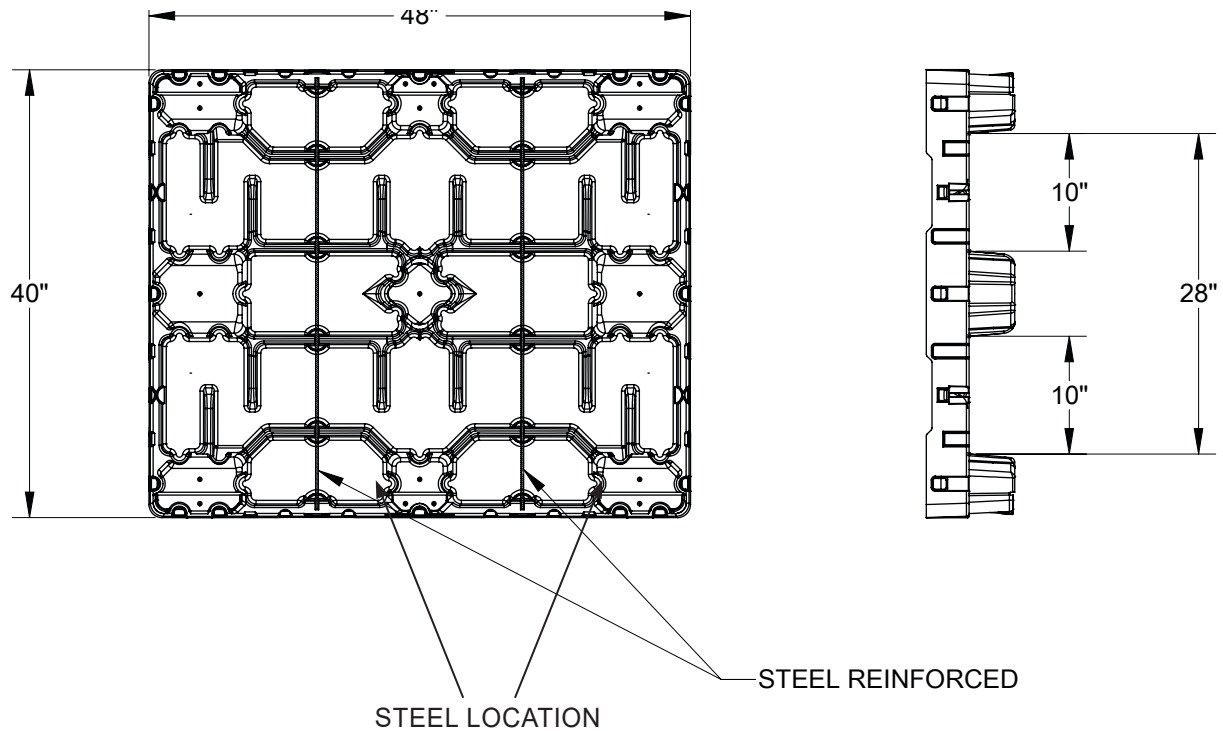 48"
40"
10"
28"
10"
STEEL REINFORCED
STEEL LOCATION